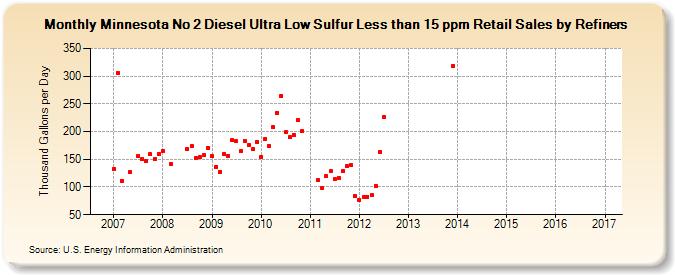 Monthly Minnesota No 2 Diesel Ultra Low Sulfur Less than 15 ppm Retail Sales by Refiners
Thousand Gallons per Day
350
300
250
200
150
100
50
2007 2008 2009 2010 2011 2012 2013 2014 2015 2016 2017
Source: U.S. Energy Information Administration